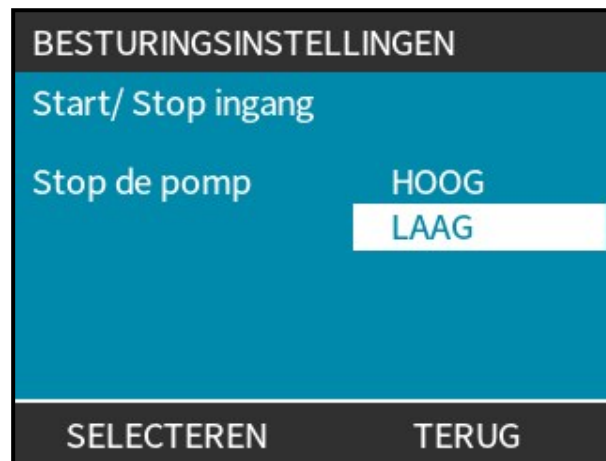 BESTURINGSINSTELLINGEN
Start/ Stop ingang
Stop de pomp HOOG
LAAG
SELECTEREN TERUG